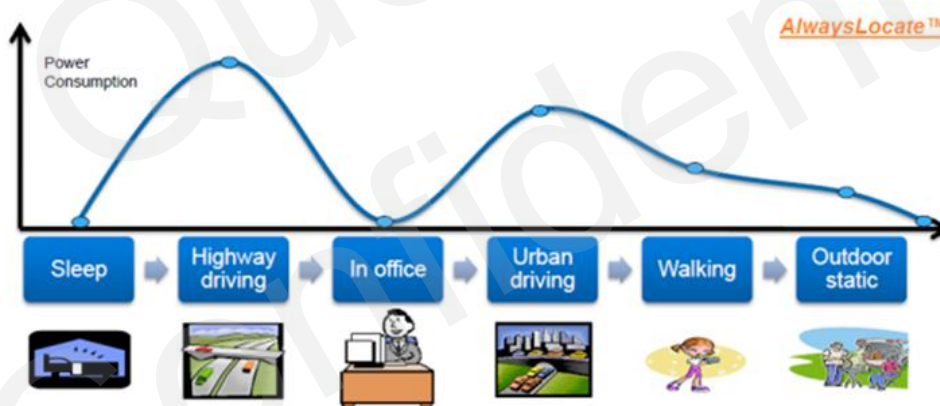 AlwaysLocate™
Power
Consumption
Sleep
Highway
driving
In office
Urban
driving
Walking
Outdoor
static